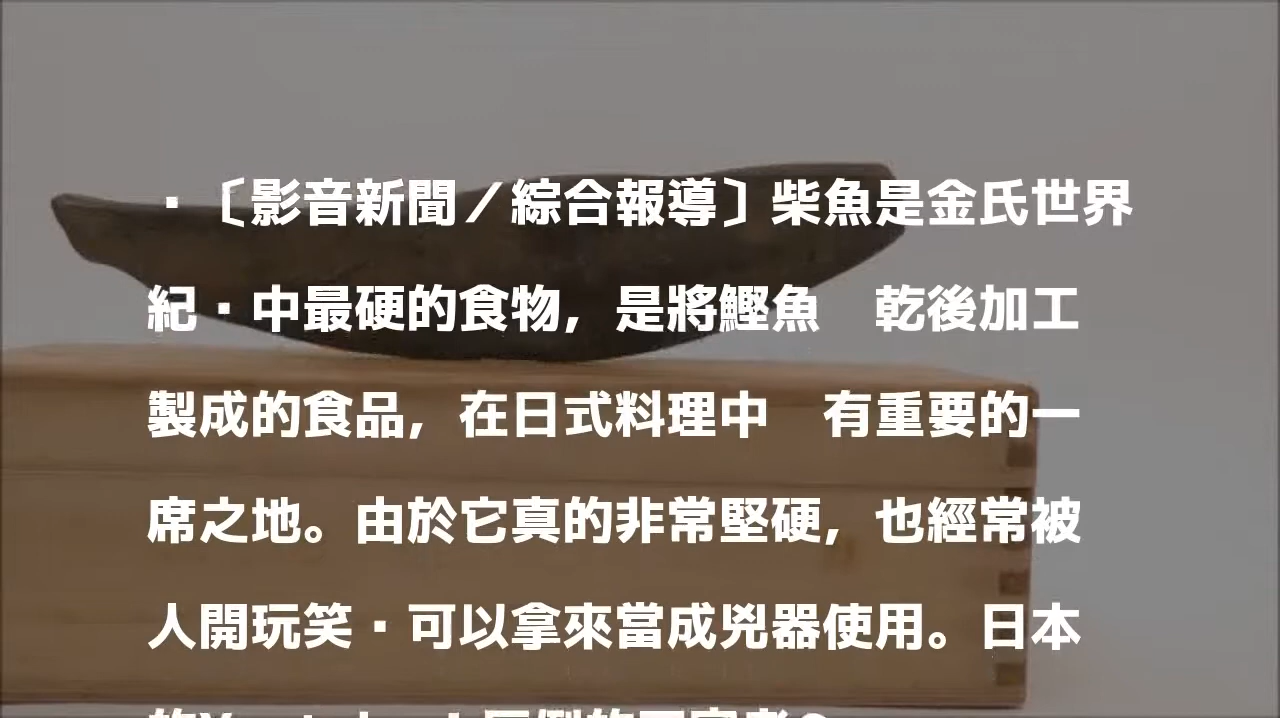 ·〔影音新聞／綜合報導〕柴魚是金氏世界
紀·中最硬的食物，是將鰹魚　乾後加工
製成的食品，在日式料理中　有重要的一
席之地。由於它真的非常堅硬，也經常被
人開玩笑·可以拿來當成兇器使用。日本